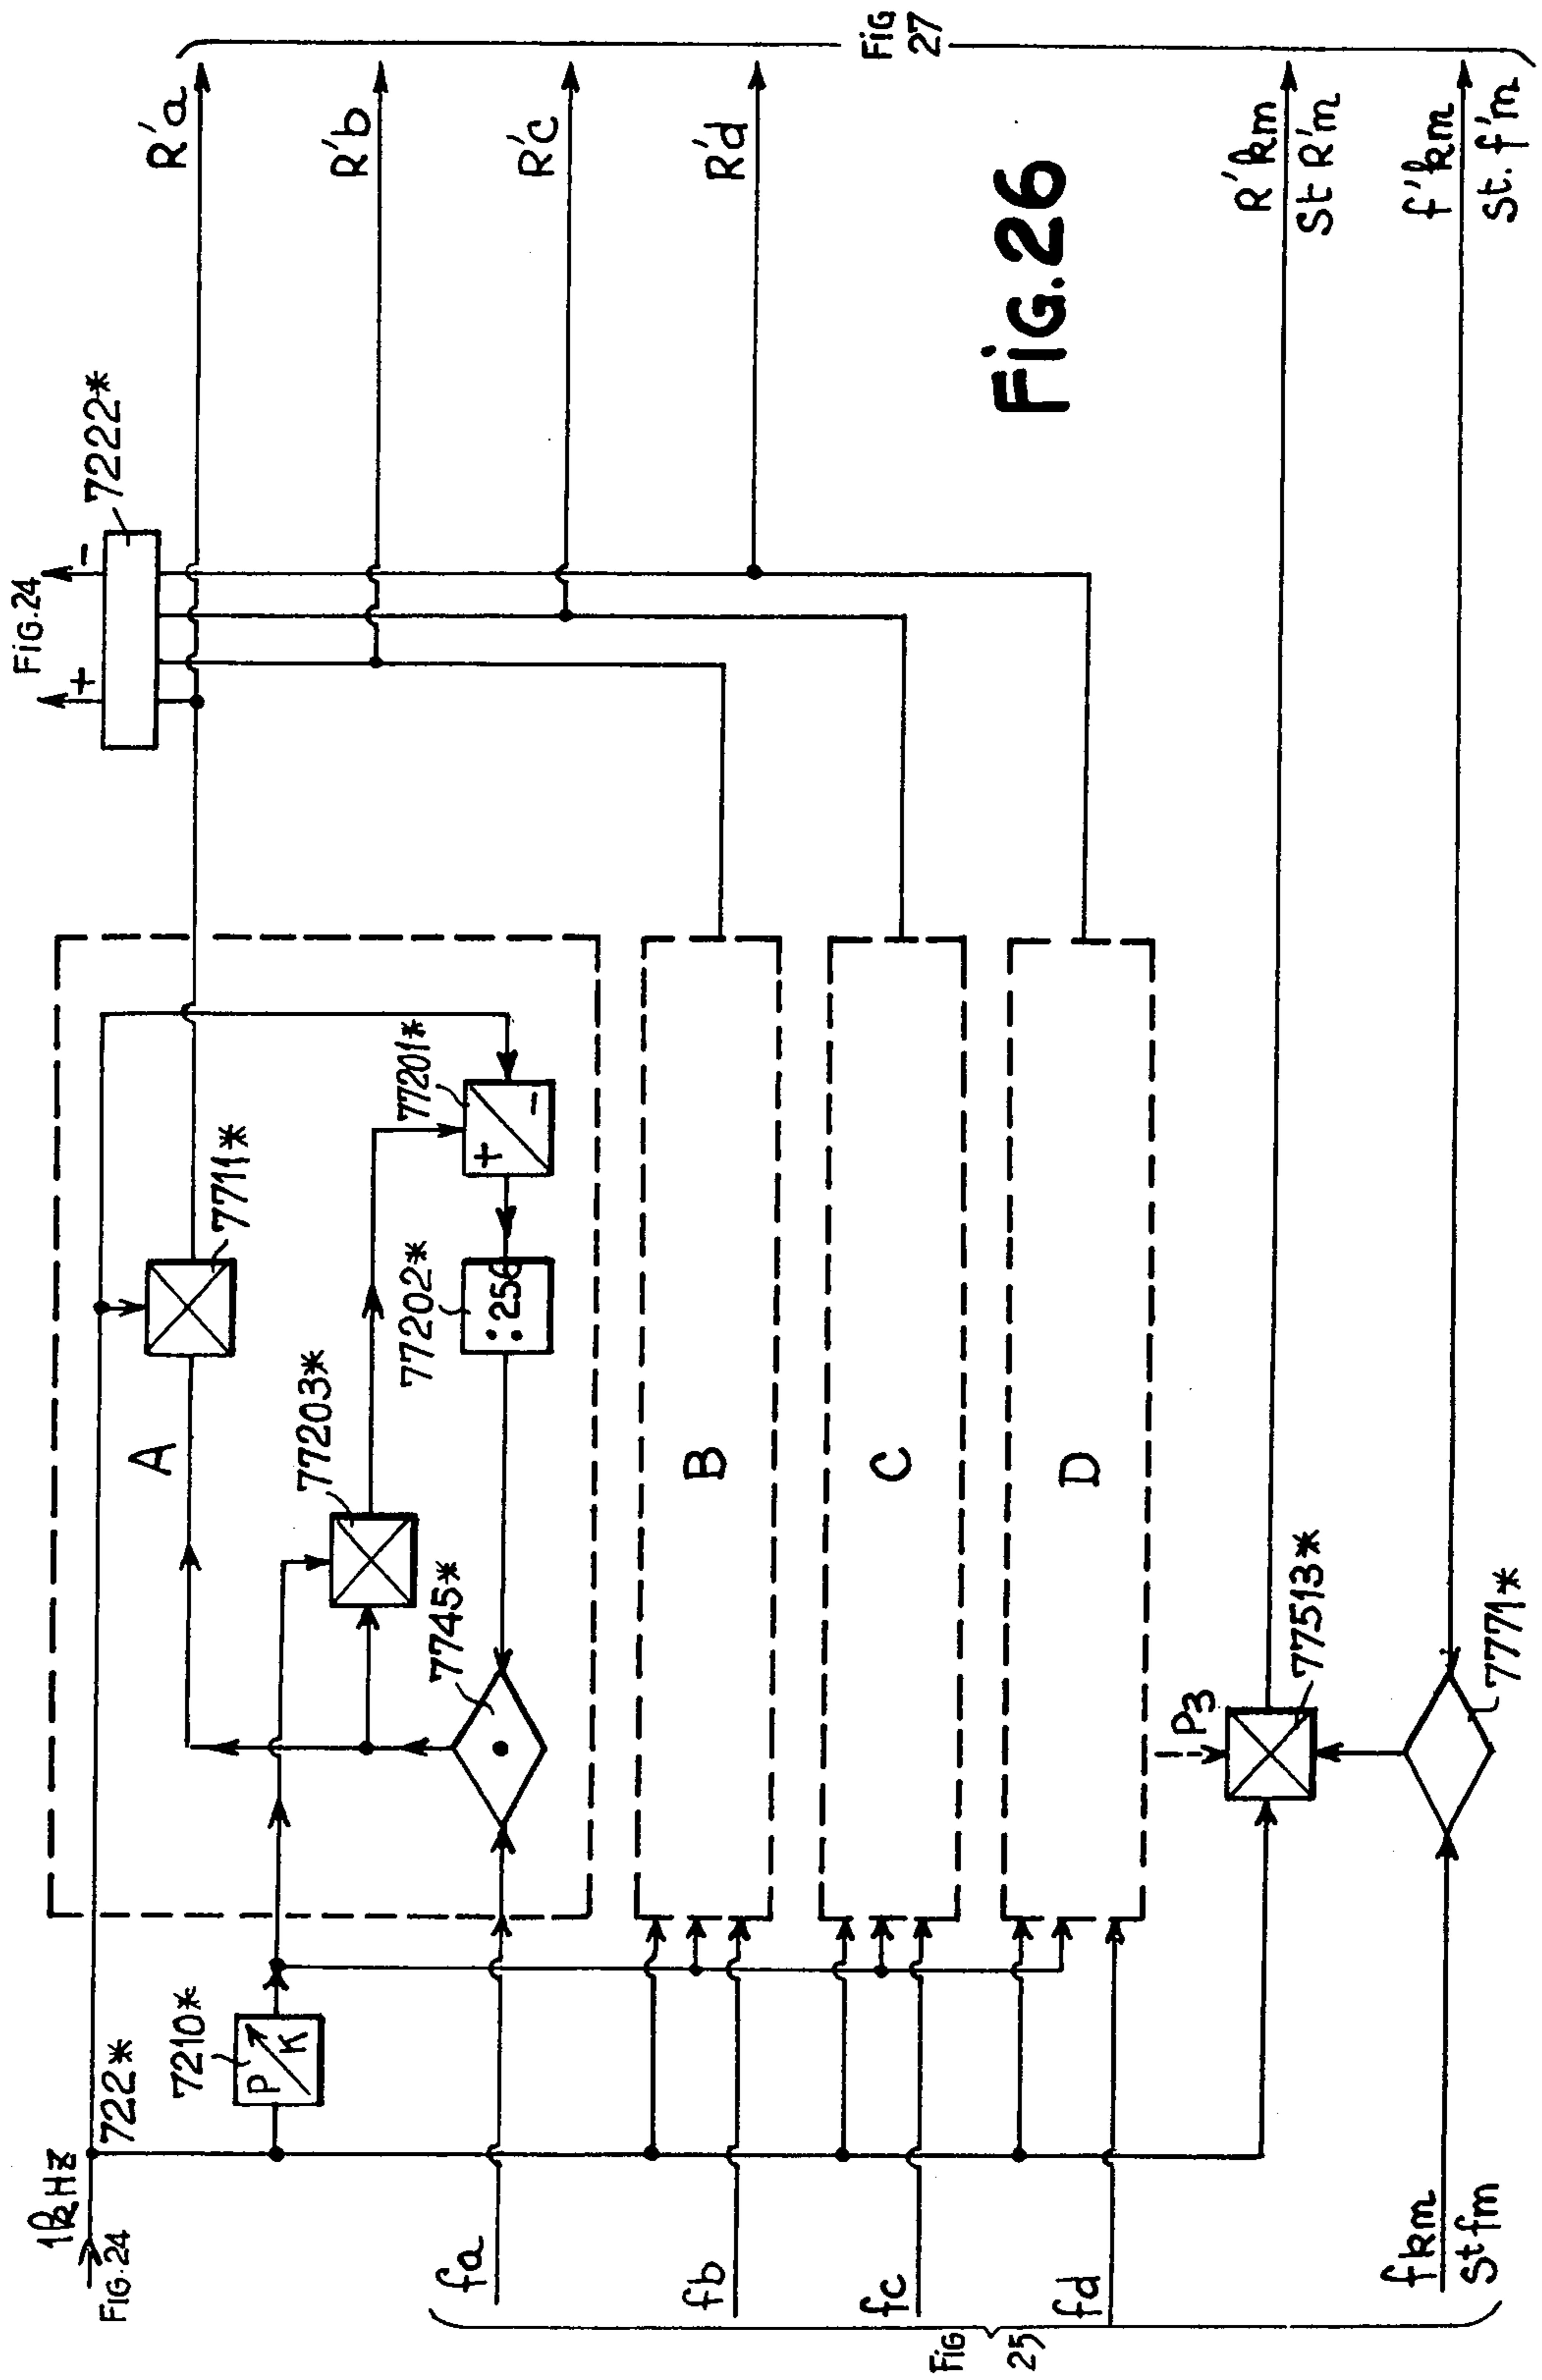 FIG.24
+
-
7222*
R'a
R'b
R'c
R'd
FIG
27
R'km
St R'm
f'km
St. f'm
A
7711*
77203*
77201*
+
-
77202*
:256
7745*
B
C
D
P3
77513*
7771*
1kHz
FIG.24
722*
7210*
P
K
fa
fb
fc
fd
fkm
St fm
FIG
25
FIG.26